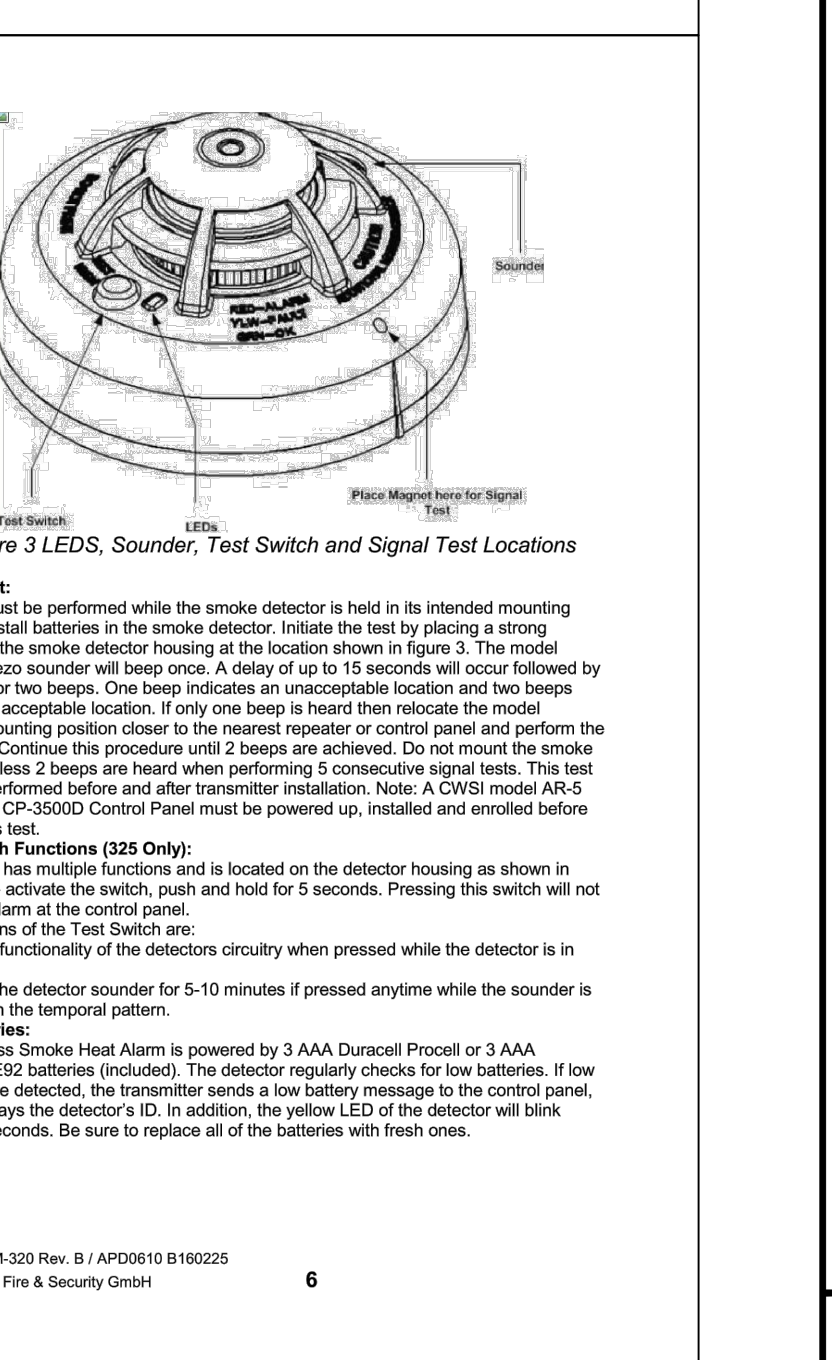 RED-ALARM
YLW-FAULT
GRN-OK
CAUTION
Sounder
Place Magnet here for Signal
Test
Test Switch
LEDs
re 3 LEDS, Sounder, Test Switch and Signal Test Locations
t:
ust be performed while the smoke detector is held in its intended mounting
stall batteries in the smoke detector. Initiate the test by placing a strong
the smoke detector housing at the location shown in figure 3. The model
ezo sounder will beep once. A delay of up to 15 seconds will occur followed by
or two beeps. One beep indicates an unacceptable location and two beeps
acceptable location. If only one beep is heard then relocate the model
ounting position closer to the nearest repeater or control panel and perform the
Continue this procedure until 2 beeps are achieved. Do not mount the smoke
less 2 beeps are heard when performing 5 consecutive signal tests. This test
erformed before and after transmitter installation. Note: A CWSI model AR-5
CP-3500D Control Panel must be powered up, installed and enrolled before
s test.
h Functions (325 Only):
has multiple functions and is located on the detector housing as shown in
activate the switch, push and hold for 5 seconds. Pressing this switch will not
larm at the control panel.
ns of the Test Switch are:
functionality of the detectors circuitry when pressed while the detector is in
he detector sounder for 5-10 minutes if pressed anytime while the sounder is
n the temporal pattern.
ries:
ss Smoke Heat Alarm is powered by 3 AAA Duracell Procell or 3 AAA
E92 batteries (included). The detector regularly checks for low batteries. If low
e detected, the transmitter sends a low battery message to the control panel,
ays the detector's ID. In addition, the yellow LED of the detector will blink
econds. Be sure to replace all of the batteries with fresh ones.
M-320 Rev. B / APD0610 B160225
Fire & Security GmbH
6